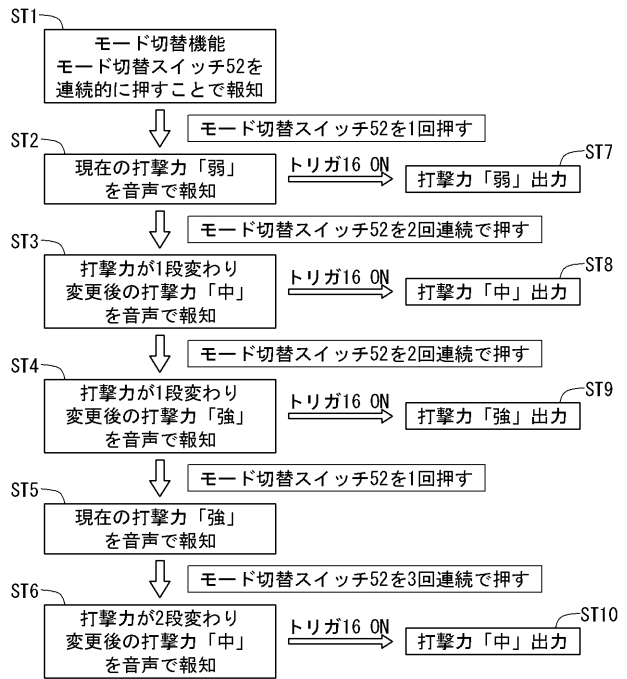 ST1
モード切替機能
モード切替スイッチ52を
連続的に押すことで報知
モード切替スイッチ52を1回押す
ST2
現在の打撃力「弱」
を音声で報知
トリガ16 ON
ST7
打撃力「弱」出力
モード切替スイッチ52を2回連続で押す
ST3
打撃力が1段変わり
変更後の打撃力「中」
を音声で報知
トリガ16 ON
ST8
打撃力「中」出力
モード切替スイッチ52を2回連続で押す
ST4
打撃力が1段変わり
変更後の打撃力「強」
を音声で報知
トリガ16 ON
ST9
打撃力「強」出力
モード切替スイッチ52を1回押す
ST5
現在の打撃力「強」
を音声で報知
モード切替スイッチ52を3回連続で押す
ST6
打撃力が2段変わり
変更後の打撃力「中」
を音声で報知
トリガ16 ON
ST10
打撃力「中」出力